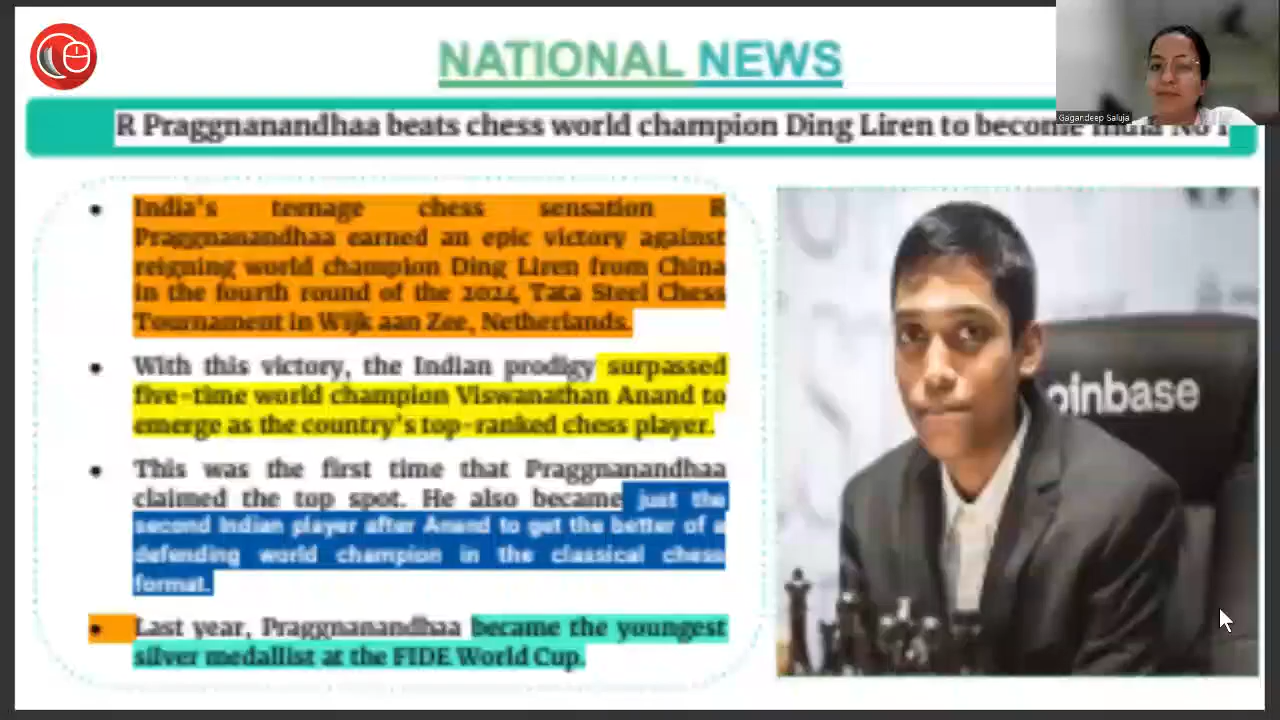 NATIONAL NEWS
R Praggnanandhaa beats chess world champion Ding Liren to become India No 1
Gagandeep Saluja
India's teenage chess sensation R
Praggnanandhaa earned an epic victory against
reigning world champion Ding Liren from China
in the fourth round of the 2024 Tata Steel Chess
Tournament in Wijk aan Zee, Netherlands.
With this victory, the Indian prodigy surpassed
five-time world champion Viswanathan Anand to
emerge as the country's top-ranked chess player.
This was the first time that Praggnanandhaa
claimed the top spot. He also became just the
second Indian player after Anand to get the better of a
defending world champion in the classical chess
format.
Last year, Praggnanandhaa became the youngest
silver medallist at the FIDE World Cup.
oinbase